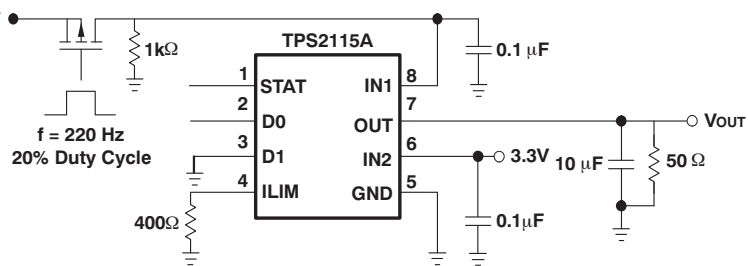 TPS2115A
1kΩ
0.1 μF
1
STAT
IN1
8
2
D0
OUT
7
VOUT
f = 220 Hz
20% Duty Cycle
3
D1
IN2
6
3.3V
10 μF
50 Ω
4
ILIM
GND
5
400Ω
0.1μF